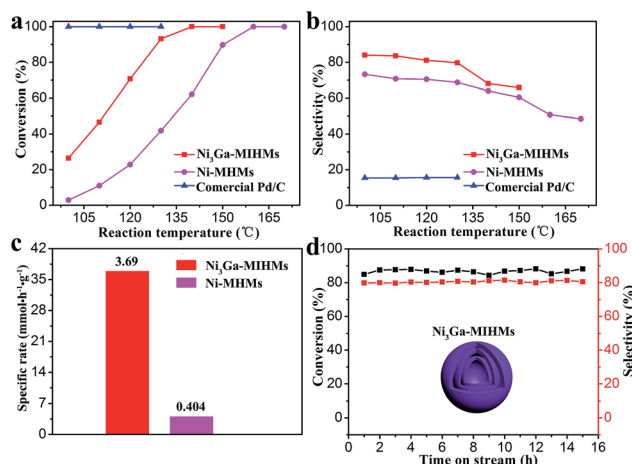 a
Conversion (%)
100
80
60
40
20
0
Ni₃Ga-MIHMs
Ni-MHMs
Comercial Pd/C
105 120 135 150 165
Reaction temperature (℃)
b
Selectivity (%)
100
80
60
40
20
0
Ni₃Ga-MIHMs
Ni-MHMs
Comercial Pd/C
105 120 135 150 165
Reaction temperature (℃)
c
Specific rate (mmol•h⁻¹•g⁻¹)
42
35
28
21
14
7
0
3.69
0.404
Ni₃Ga-MIHMs
Ni-MHMs
d
Conversion (%)
100
80
60
40
20
0
Ni₃Ga-MIHMs
0 2 4 6 8 10 12 14 16
Time on stream (h)
100
80
60
40
20
0
Selectivity (%)